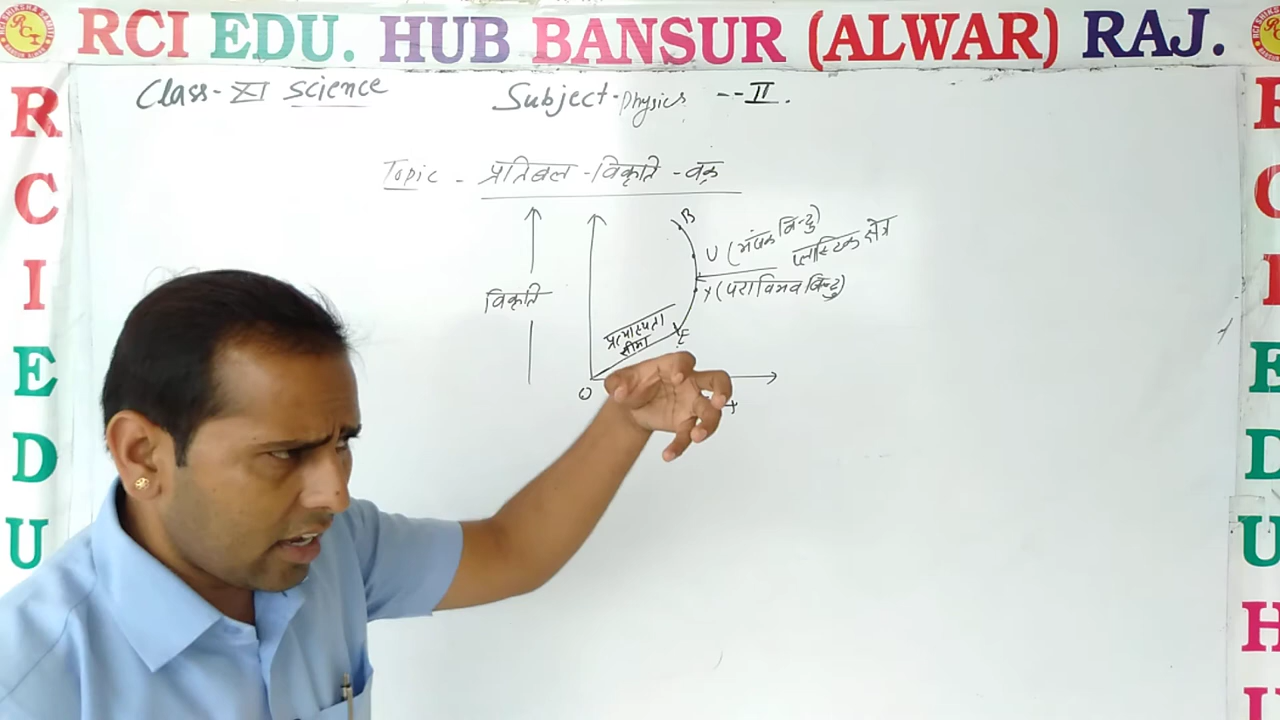 RCI EDU. HUB BANSUR (ALWAR) RAJ.
Class - XI Science
Subject - Physics -- II.
Topic - प्रतिबल - विकृति - वक्र
B
U (भंजक बिन्दु)
प्लास्टिक क्षेत्र
विकृति
Y (पराविभव बिन्दु)
प्रत्यास्थता
सीमा
E
O
R
C
I
E
D
U
R
C
I
E
D
U
H